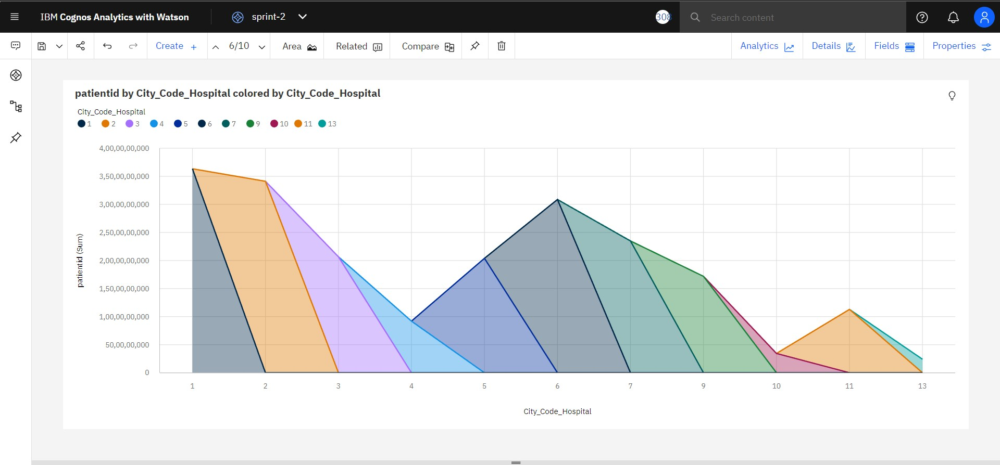 IBM Cognos Analytics with Watson sprint-2 308 Search content
Create + 6/10 Area Related Compare Analytics Details Fields Properties
patientid by City_Code_Hospital colored by City_Code_Hospital
City_Code_Hospital
1 2 3 4 5 6 7 9 10 11 13
4,00,00,00,000
3,50,00,00,000
3,00,00,00,000
2,50,00,00,000
2,00,00,00,000
1,50,00,00,000
1,00,00,00,000
50,00,00,000
0
patientid (Sum)
1 2 3 4 5 6 7 9 10 11 13
City_Code_Hospital